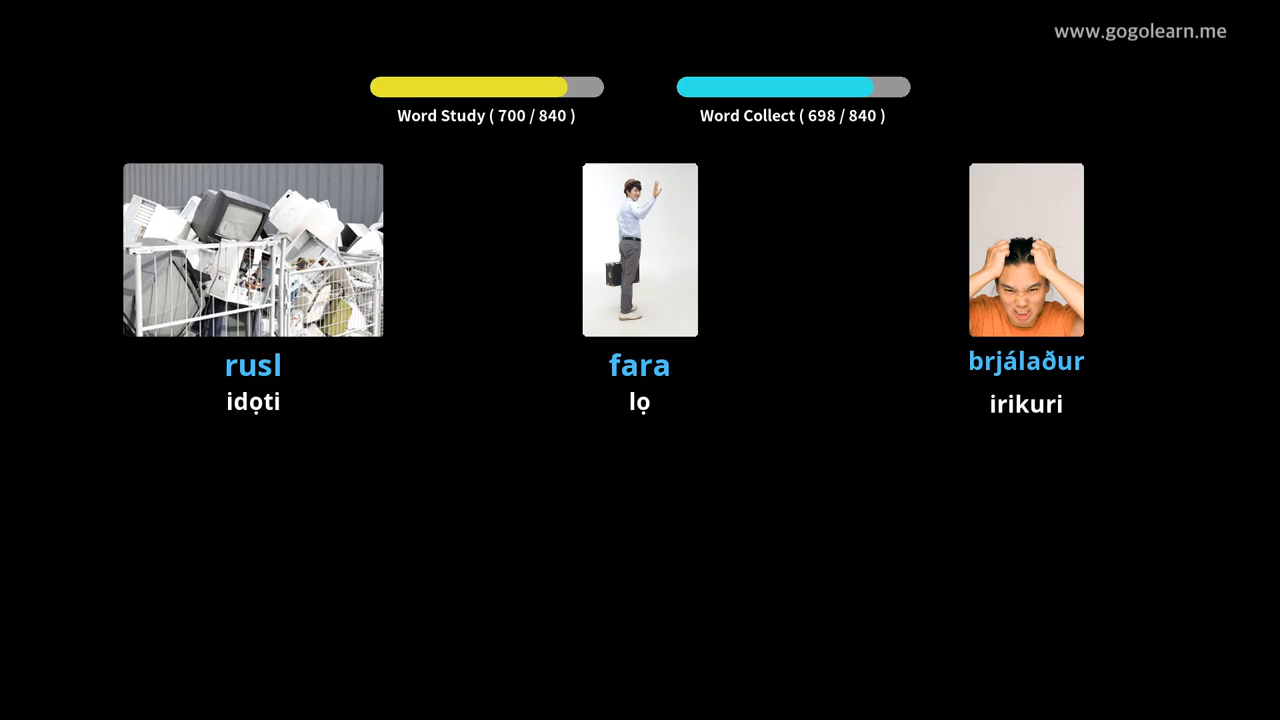 www.gogolearn.me
Word Study ( 700 / 840 )
Word Collect ( 698 / 840 )
rusl
idọti
fara
lọ
brjálaður
irikuri